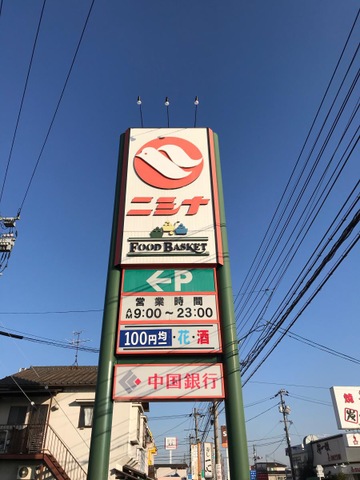 ニシナ
FOOD BASKET
←P
営業時間
AM9:00~23:00
100円均一・花・酒
中国銀行